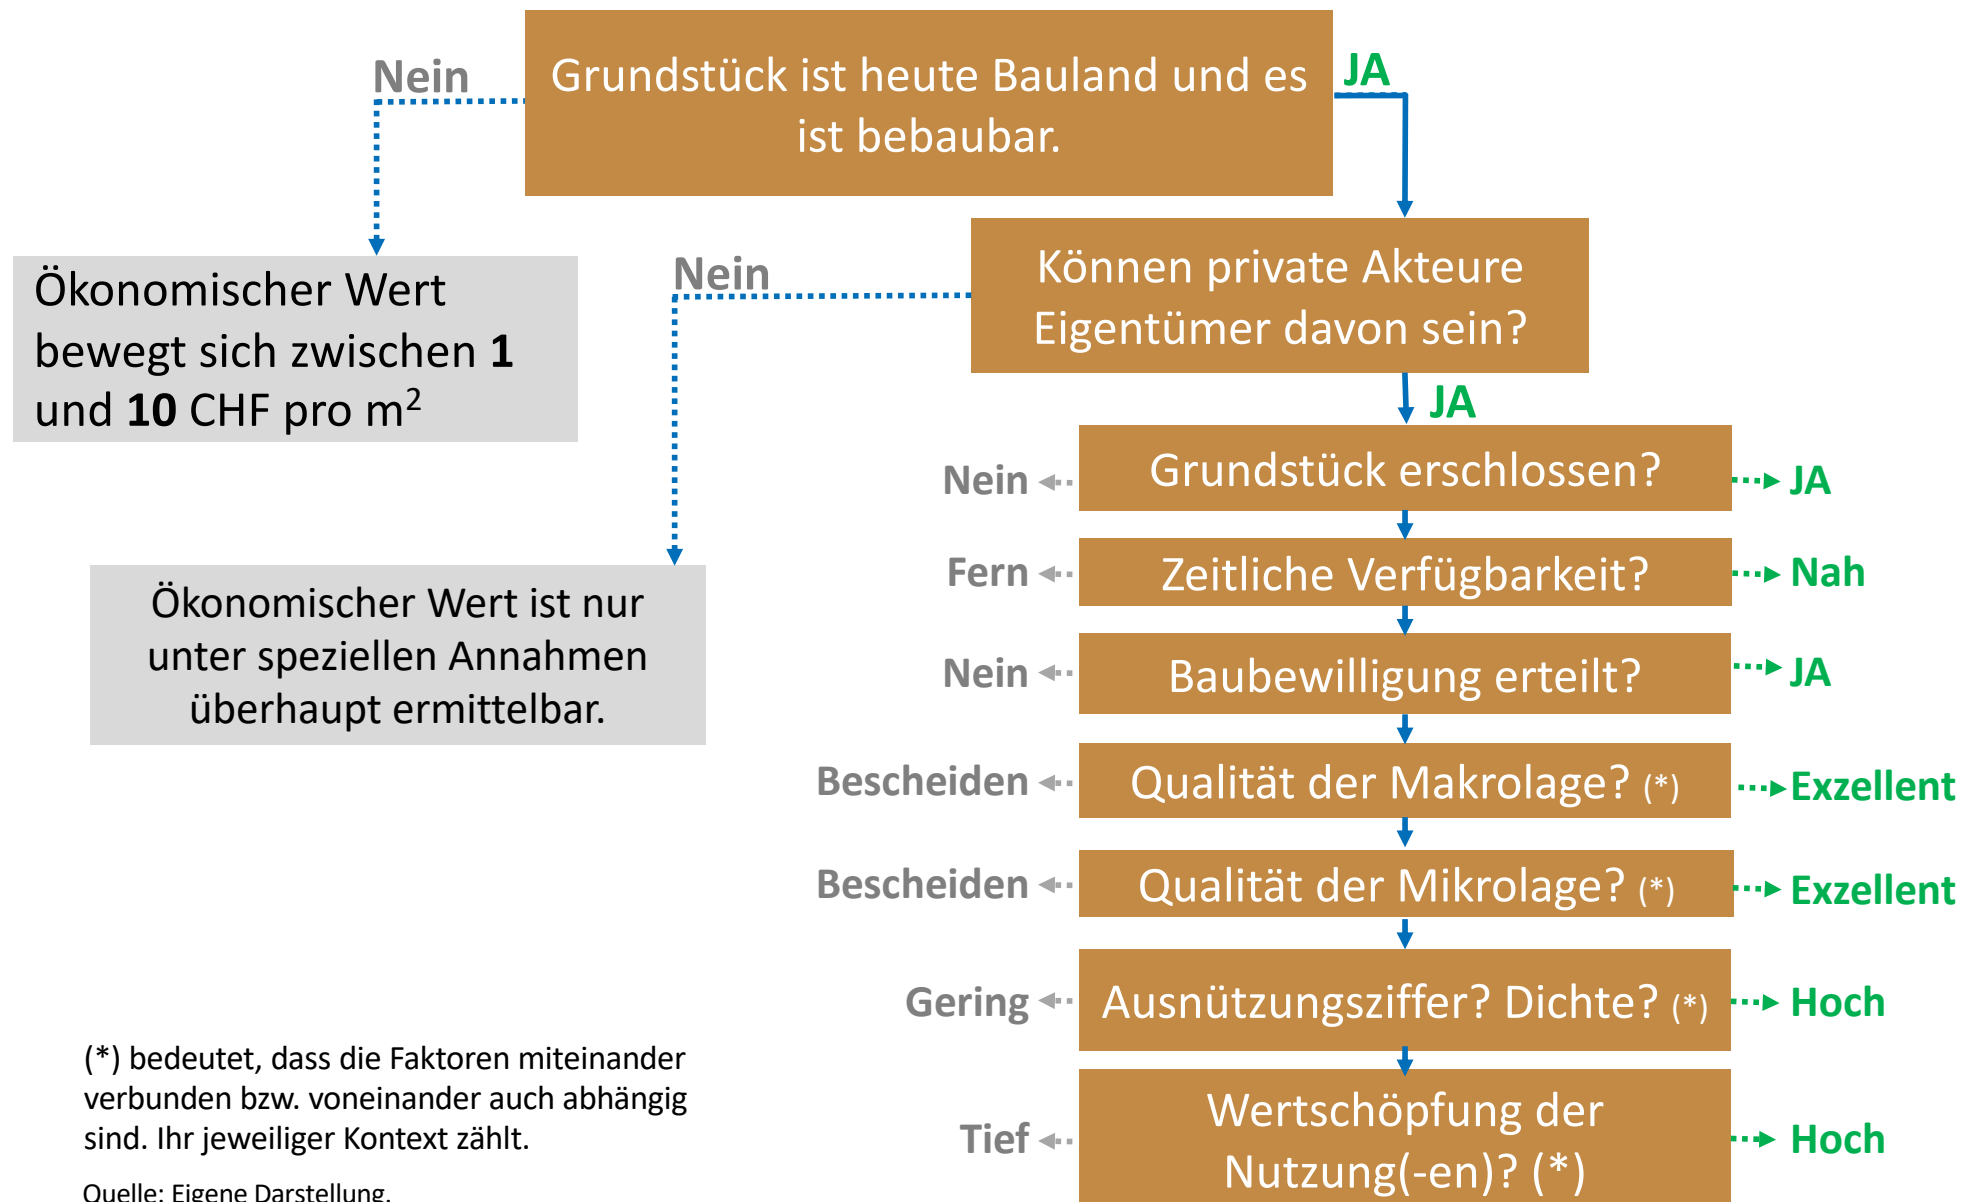 Nein
Grundstück ist heute Bauland und es
ist bebaubar.
JA
Ökonomischer Wert
bewegt sich zwischen 1
und 10 CHF pro m²
Nein
Können private Akteure
Eigentümer davon sein?
JA
Nein
Grundstück erschlossen?
JA
Fern
Zeitliche Verfügbarkeit?
Nah
Ökonomischer Wert ist nur
unter speziellen Annahmen
überhaupt ermittelbar.
Nein
Baubewilligung erteilt?
JA
Bescheiden
Qualität der Makrolage? (*)
Exzellent
Bescheiden
Qualität der Mikrolage? (*)
Exzellent
Gering
Ausnützungsziffer? Dichte? (*)
Hoch
Tief
Wertschöpfung der
Nutzung(-en)? (*)
Hoch
(*) bedeutet, dass die Faktoren miteinander
verbunden bzw. voneinander auch abhängig
sind. Ihr jeweiliger Kontext zählt.
Quelle: Eigene Darstellung.